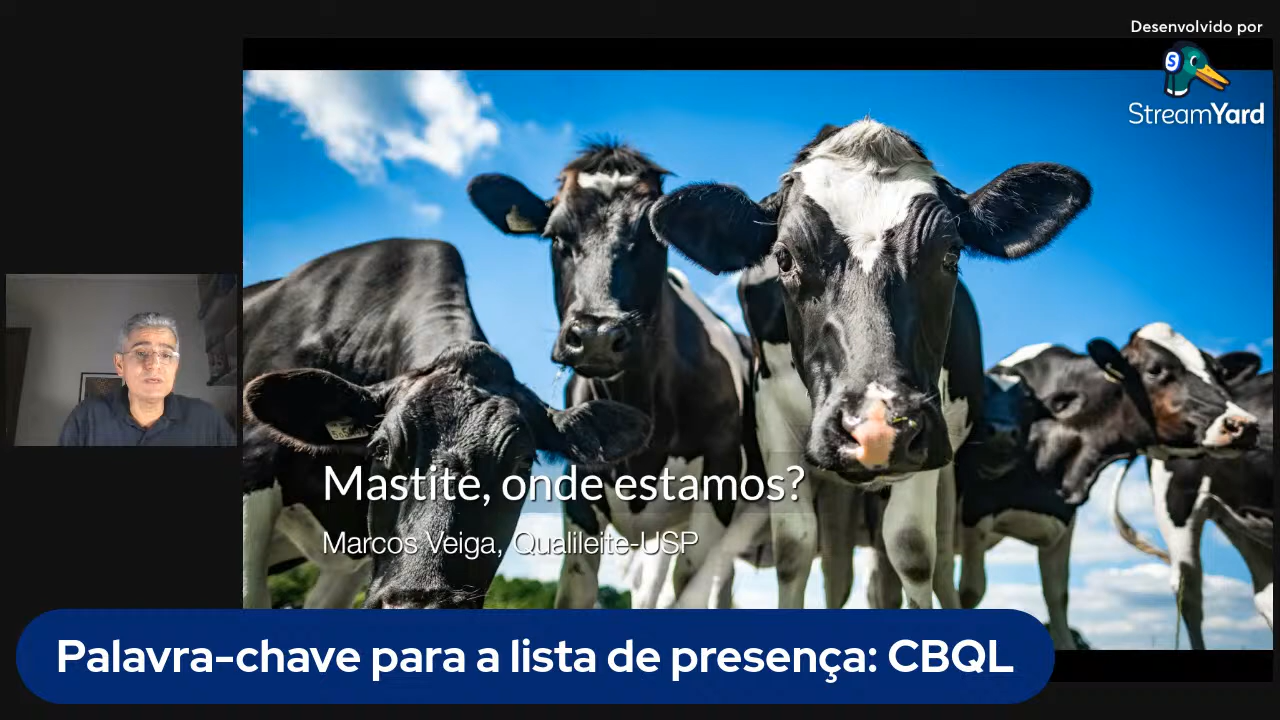 Desenvolvido por
StreamYard
Mastite, onde estamos?
Marcos Veiga, Qualileite-USP
Palavra-chave para a lista de presença: CBQL